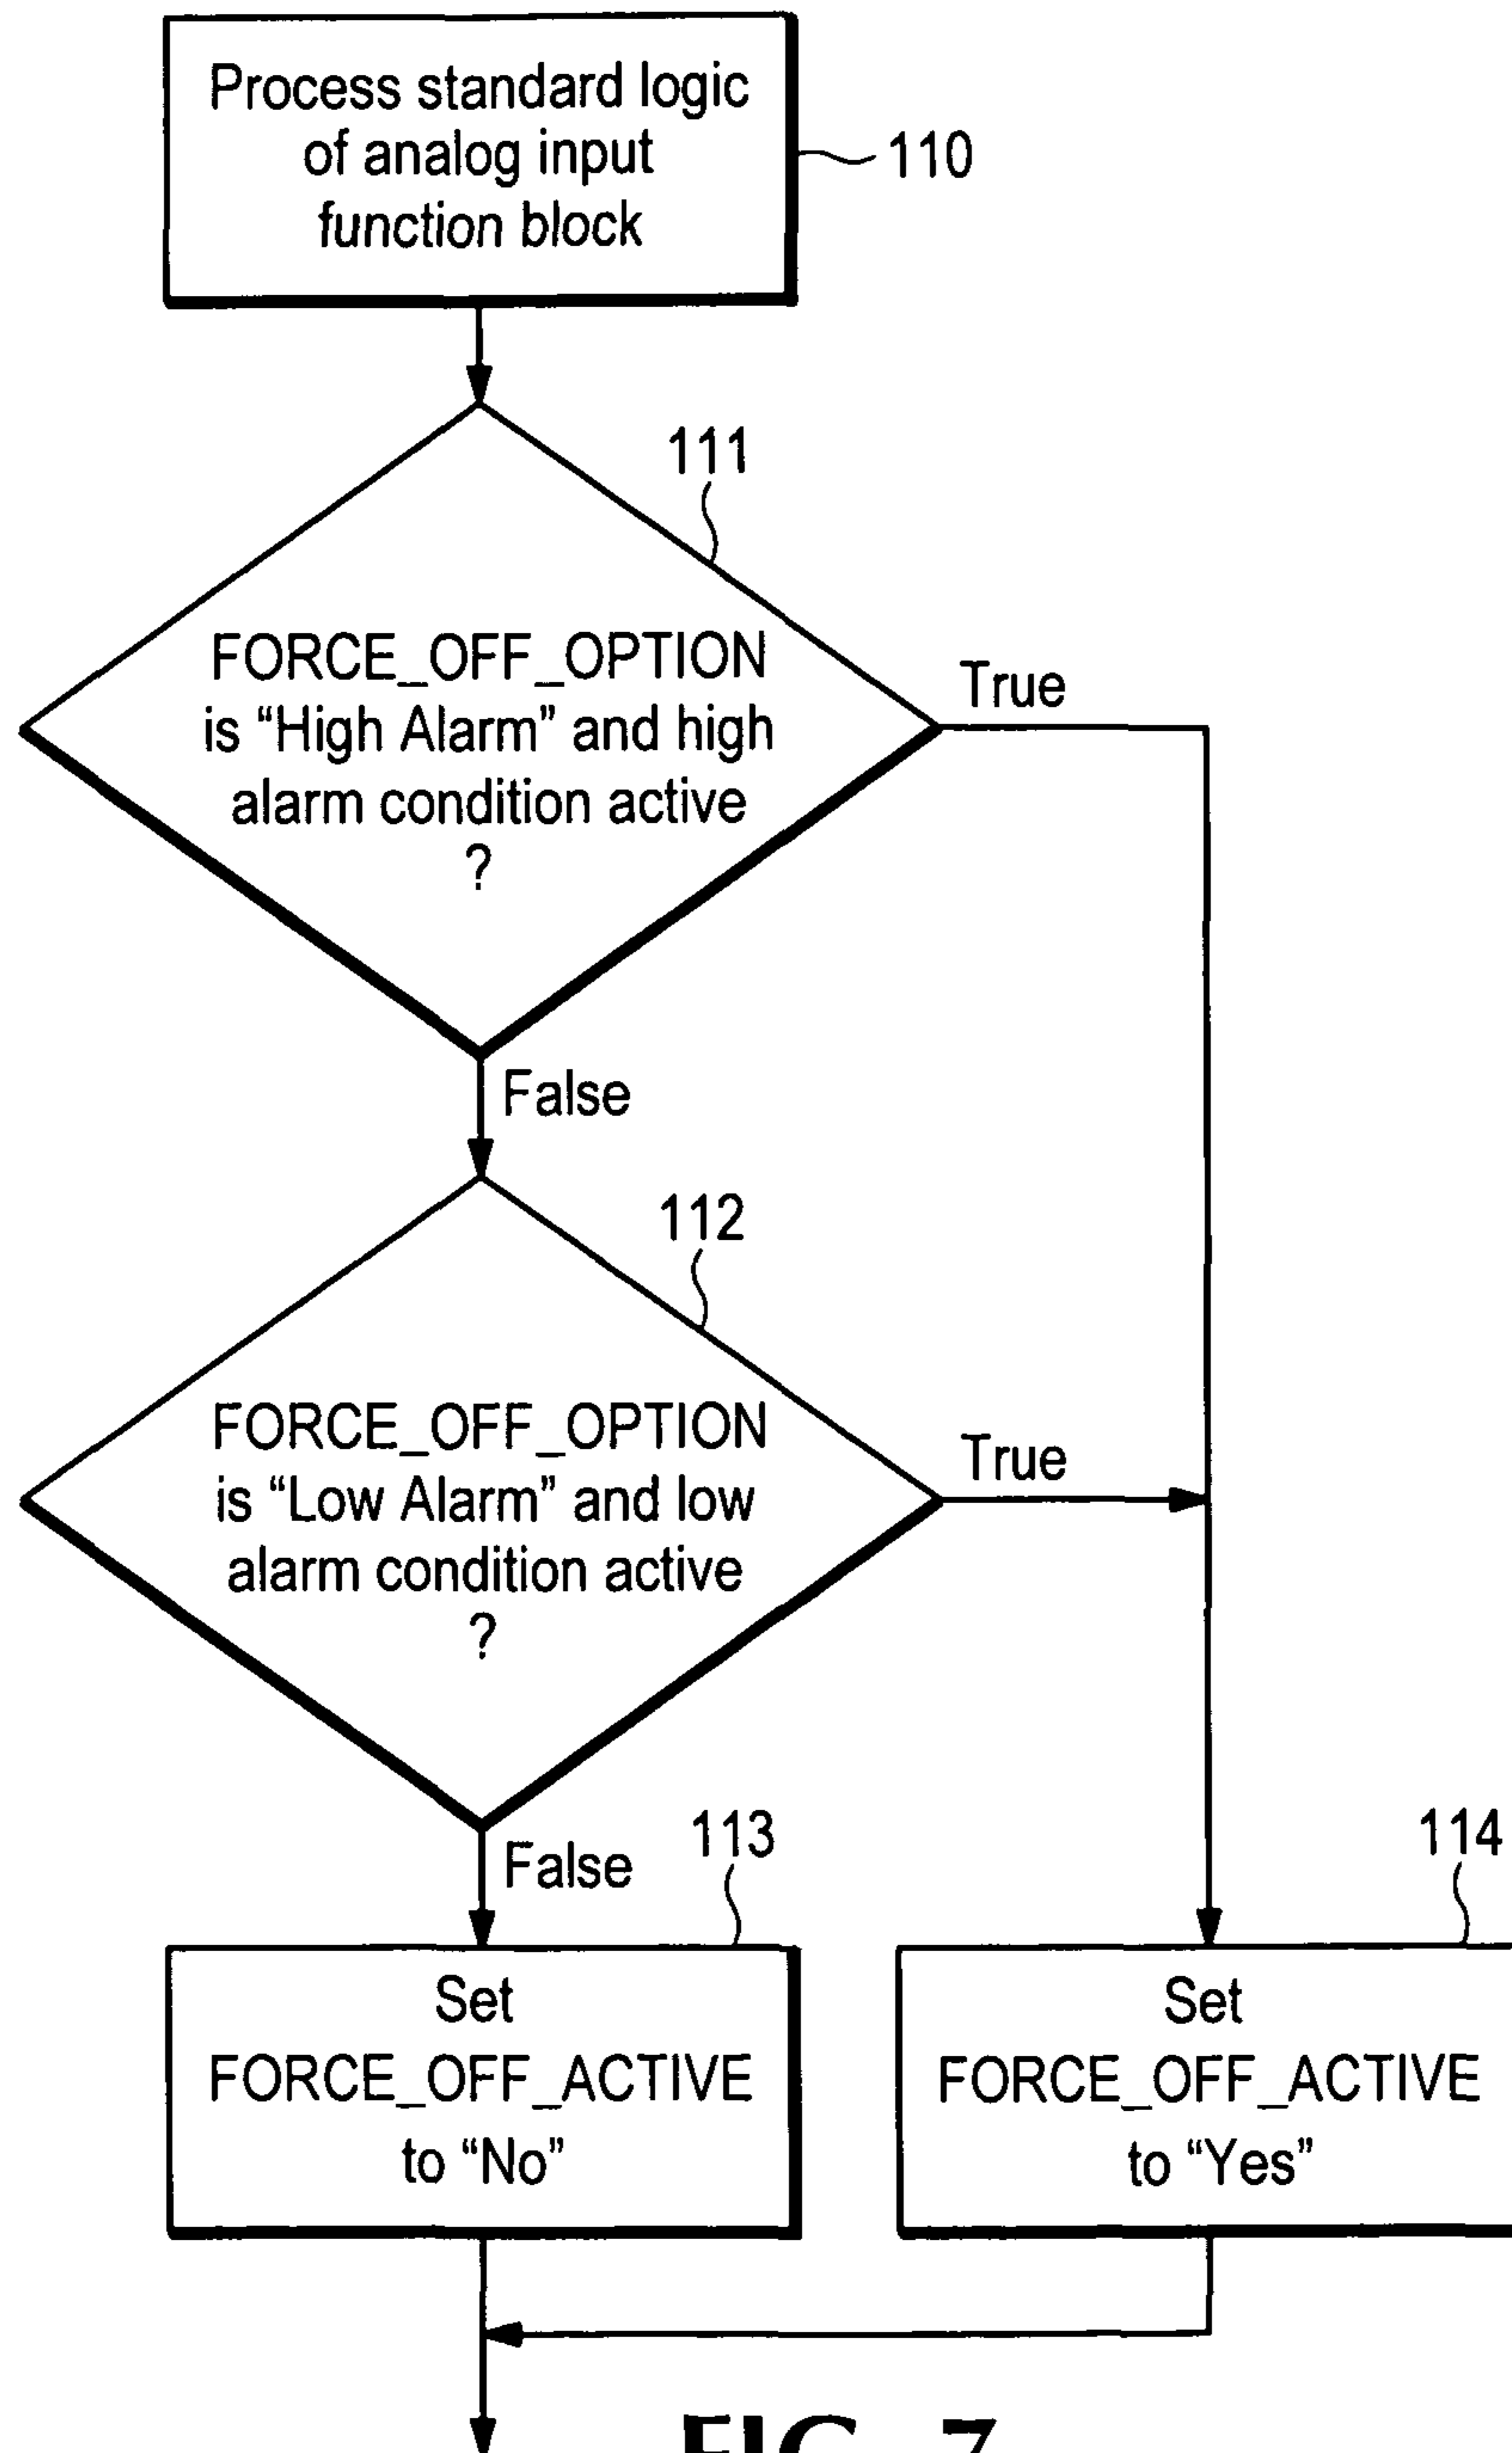 Process standard logic
of analog input
function block
110
111
FORCE_OFF_OPTION
is “High Alarm” and high
alarm condition active
?
True
False
112
FORCE_OFF_OPTION
is “Low Alarm” and low
alarm condition active
?
True
False
113
Set
FORCE_OFF_ACTIVE
to “No”
114
Set
FORCE_OFF_ACTIVE
to “Yes”
FIG. 7